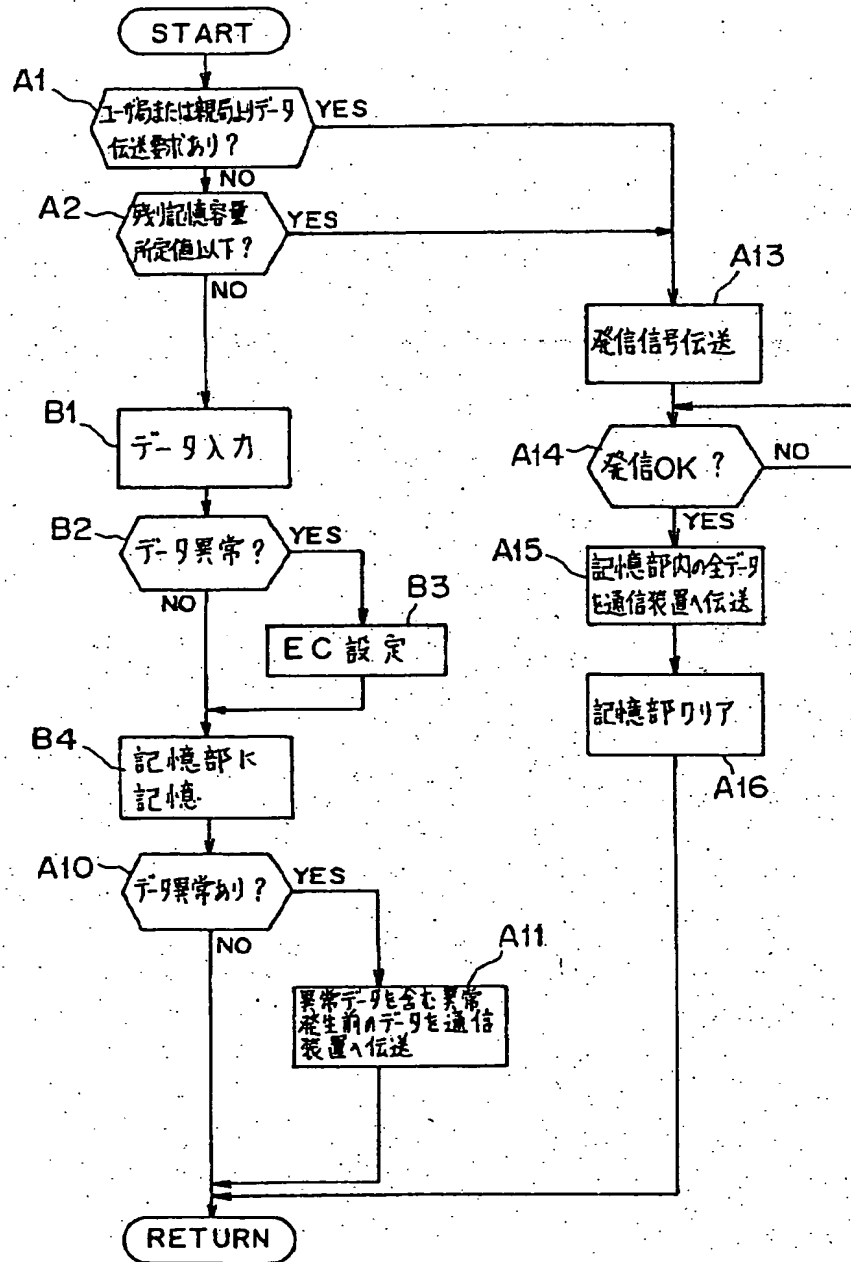 START
A1
ユーザ局または親局よりデータ
伝送要求あり?
YES
NO
A2
残り記憶容量
所定値以下?
YES
NO
A13
発信信号伝送
B1
データ入力
A14
発信OK?
NO
YES
B2
データ異常?
YES
NO
A15
記憶部内の全データ
を通信装置へ伝送
B3
EC設定
A16
記憶部クリア
B4
記憶部に
記憶
A10
データ異常あり?
YES
NO
A11
異常データを含む異常
発生前のデータを通信
装置へ伝送
RETURN